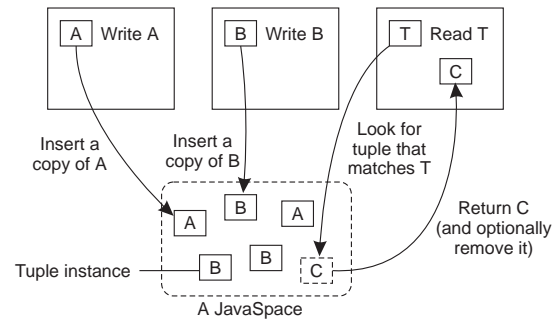 A Write A
B Write B
T Read T
C
Insert a
copy of A
Insert a
copy of B
Look for
tuple that
matches T
Return C
(and optionally
remove it)
A
B
A
B
B
C
Tuple instance
A JavaSpace